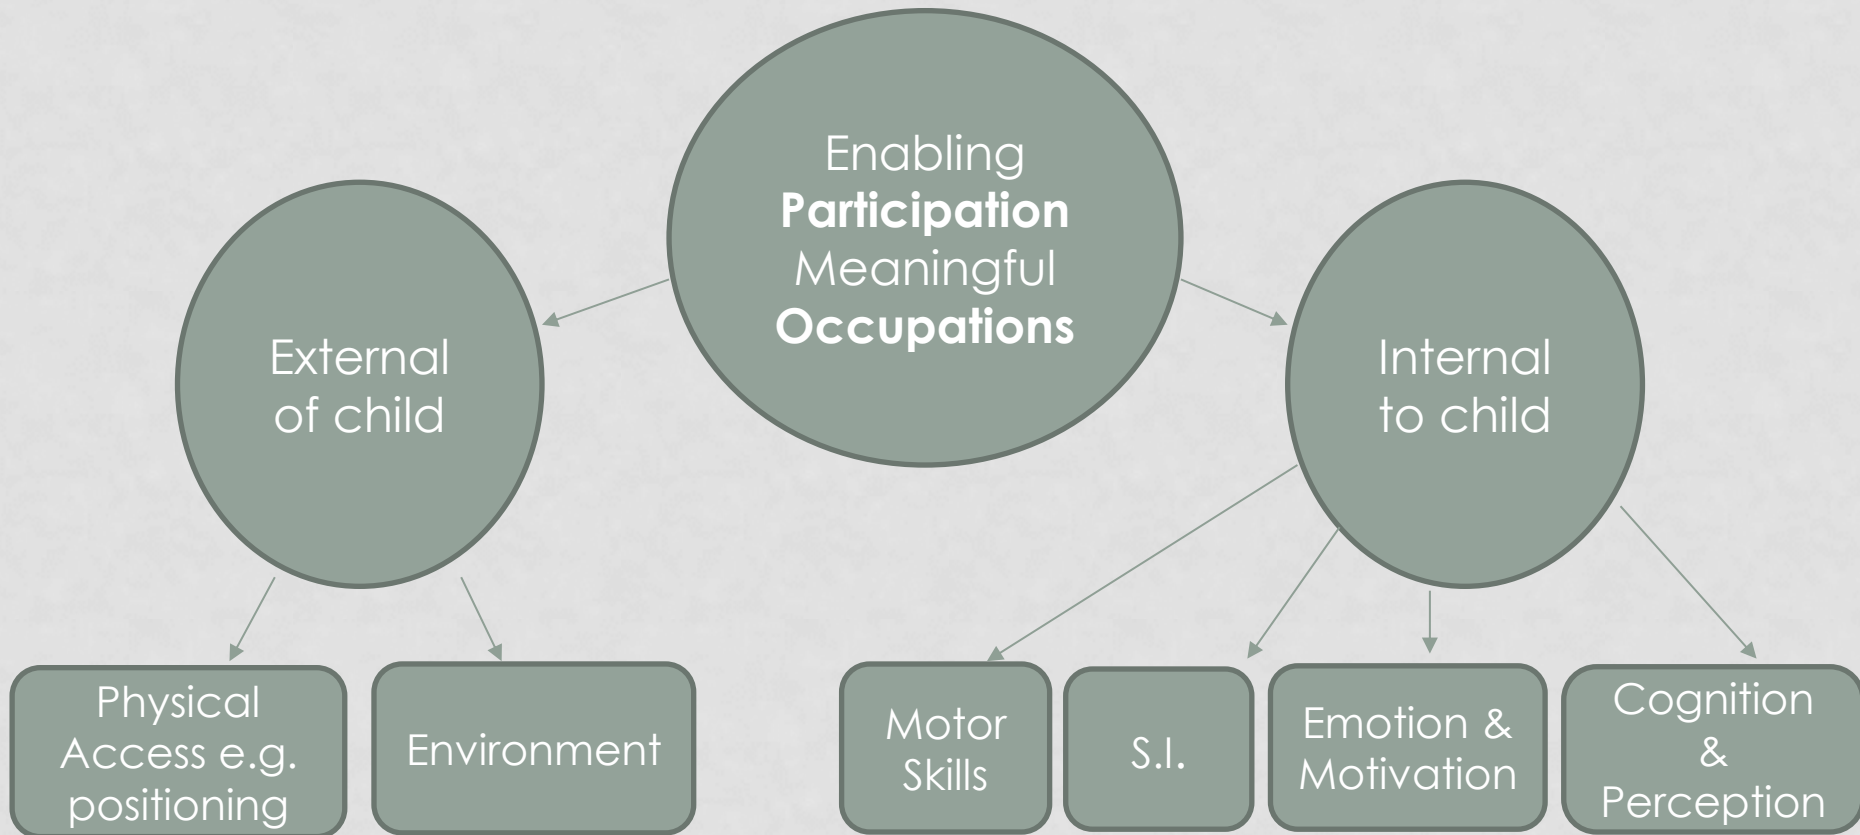 Enabling
Participation
Meaningful
Occupations
External
of child
Internal
to child
Physical
Access e.g.
positioning
Environment
Motor
Skills
S.I.
Emotion &
Motivation
Cognition
&
Perception